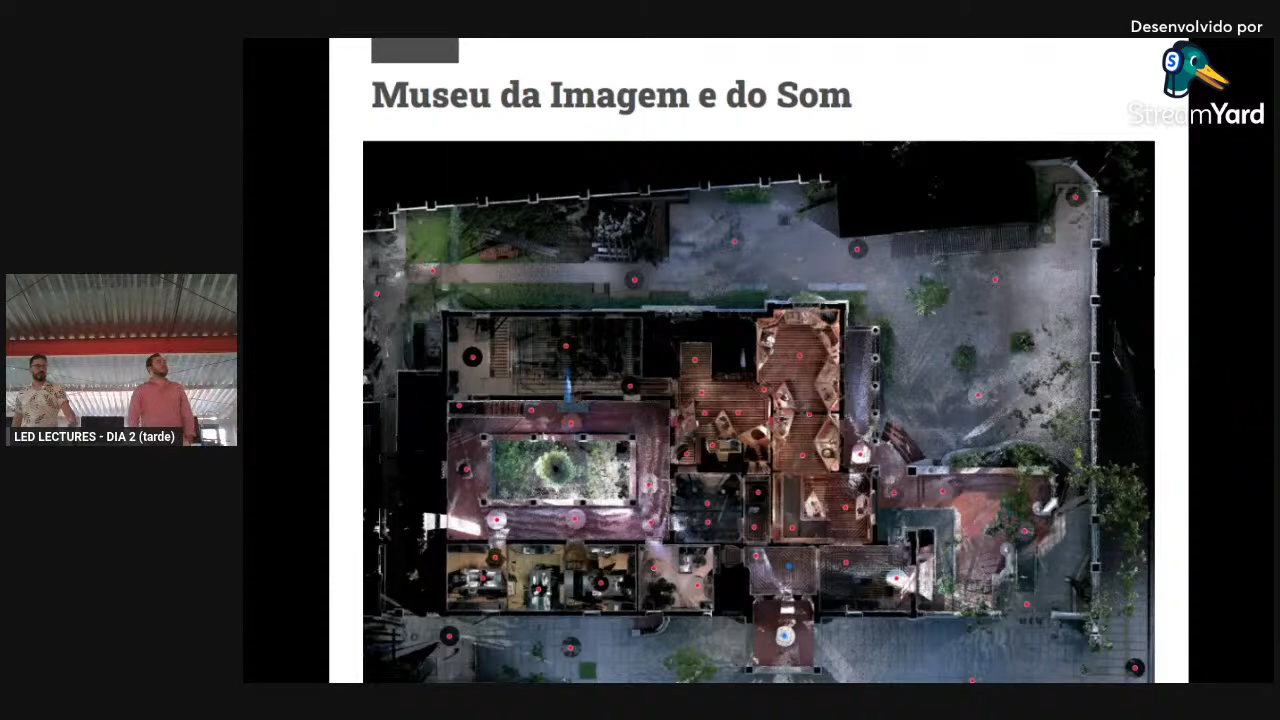 Desenvolvido por
StreamYard
Museu da Imagem e do Som
LED LECTURES - DIA 2 (tarde)